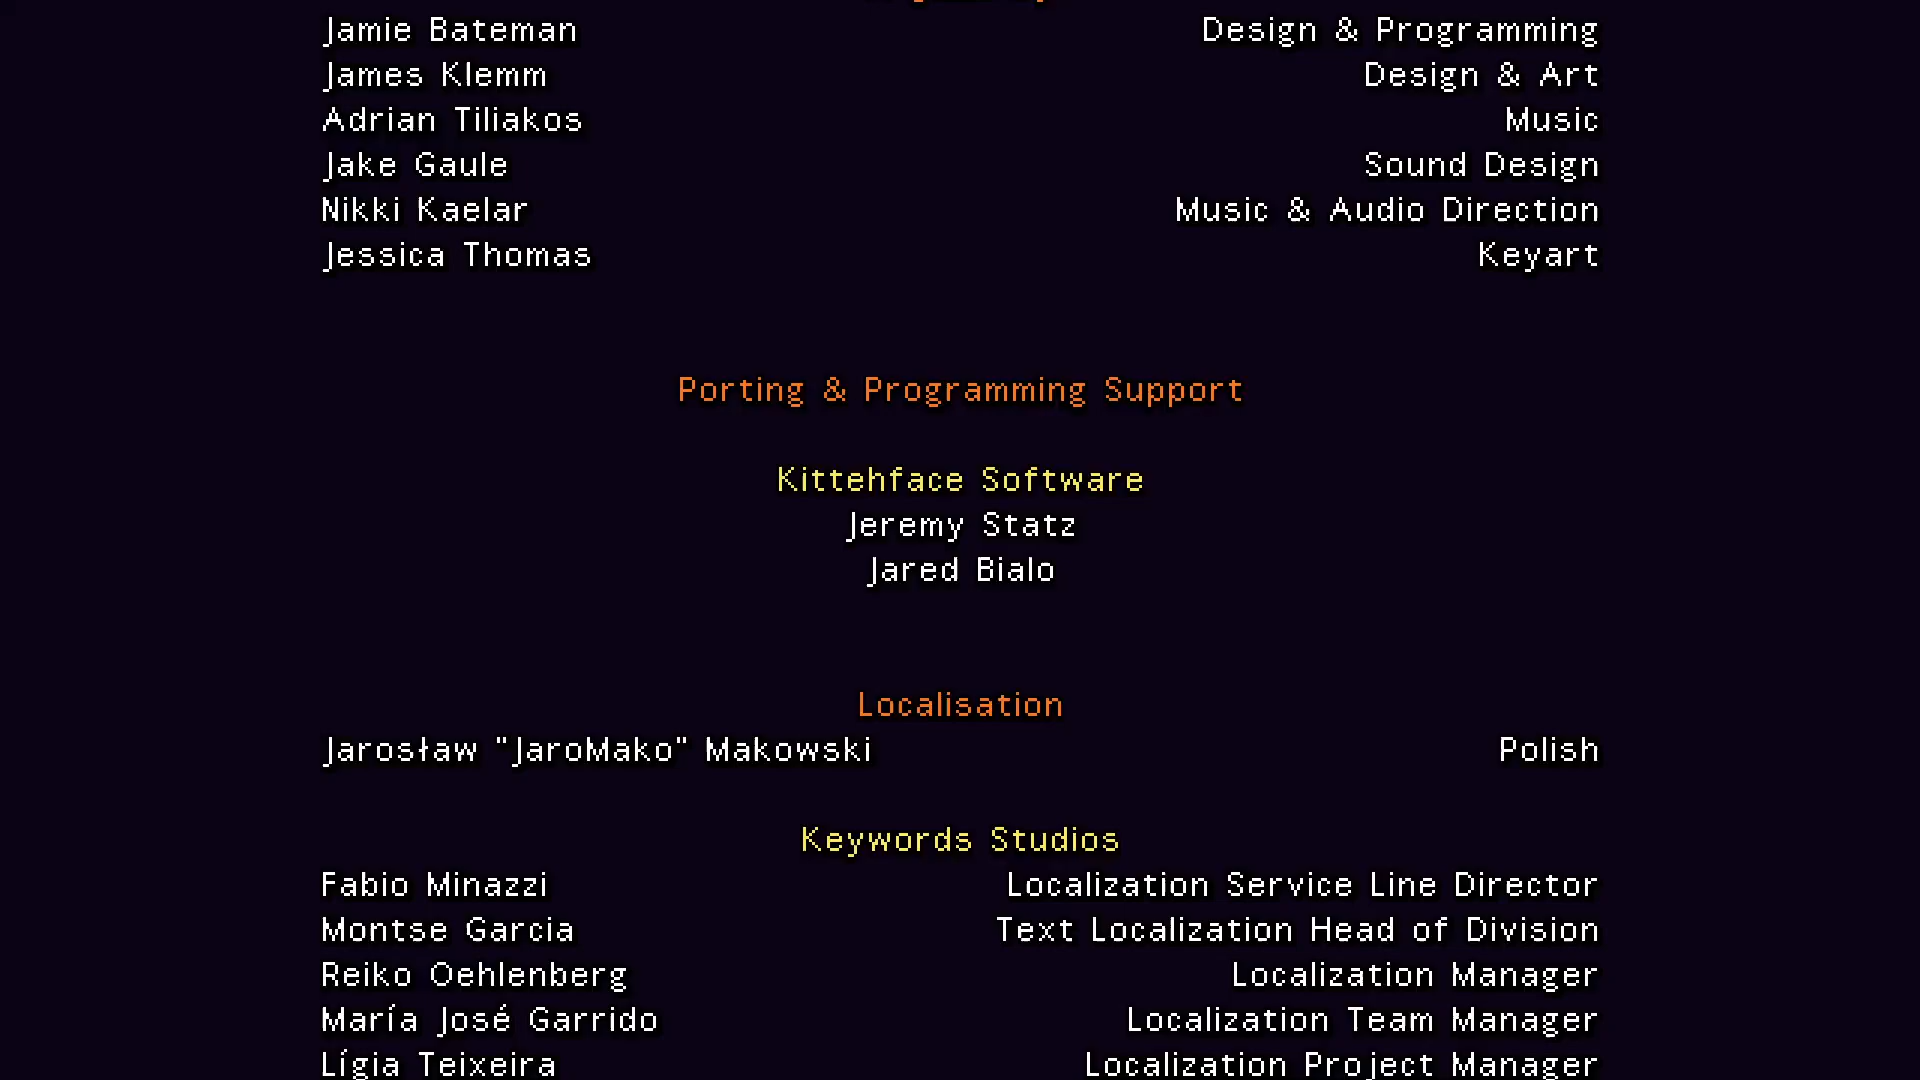 Jamie Bateman Design & Programming
James Klemm Design & Art
Adrian Tiliakos Music
Jake Gaule Sound Design
Nikki Kaelar Music & Audio Direction
Jessica Thomas Keyart
Porting & Programming Support
Kittehface Software
Jeremy Statz
Jared Bialo
Localisation
Jarosław "JaroMako" Makowski Polish
Keywords Studios
Fabio Minazzi Localization Service Line Director
Montse Garcia Text Localization Head of Division
Reiko Oehlenberg Localization Manager
María José Garrido Localization Team Manager
Lígia Teixeira Localization Project Manager